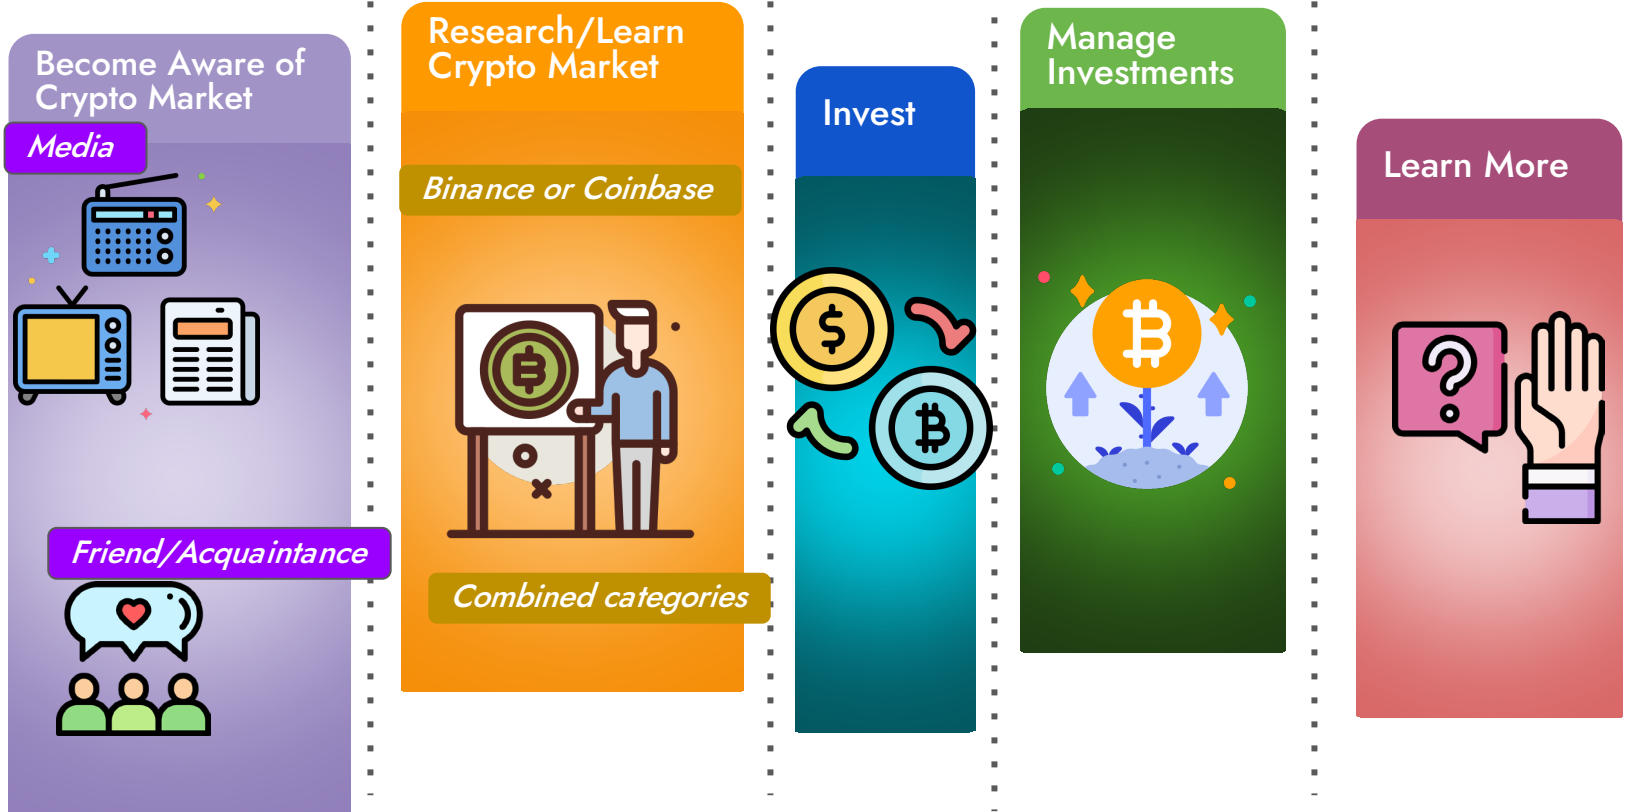 Become Aware of
Crypto Market
Media
Friend/Acquaintance
Research/Learn
Crypto Market
Binance or Coinbase
Combined categories
Invest
$
Manage
Investments
Learn More
?